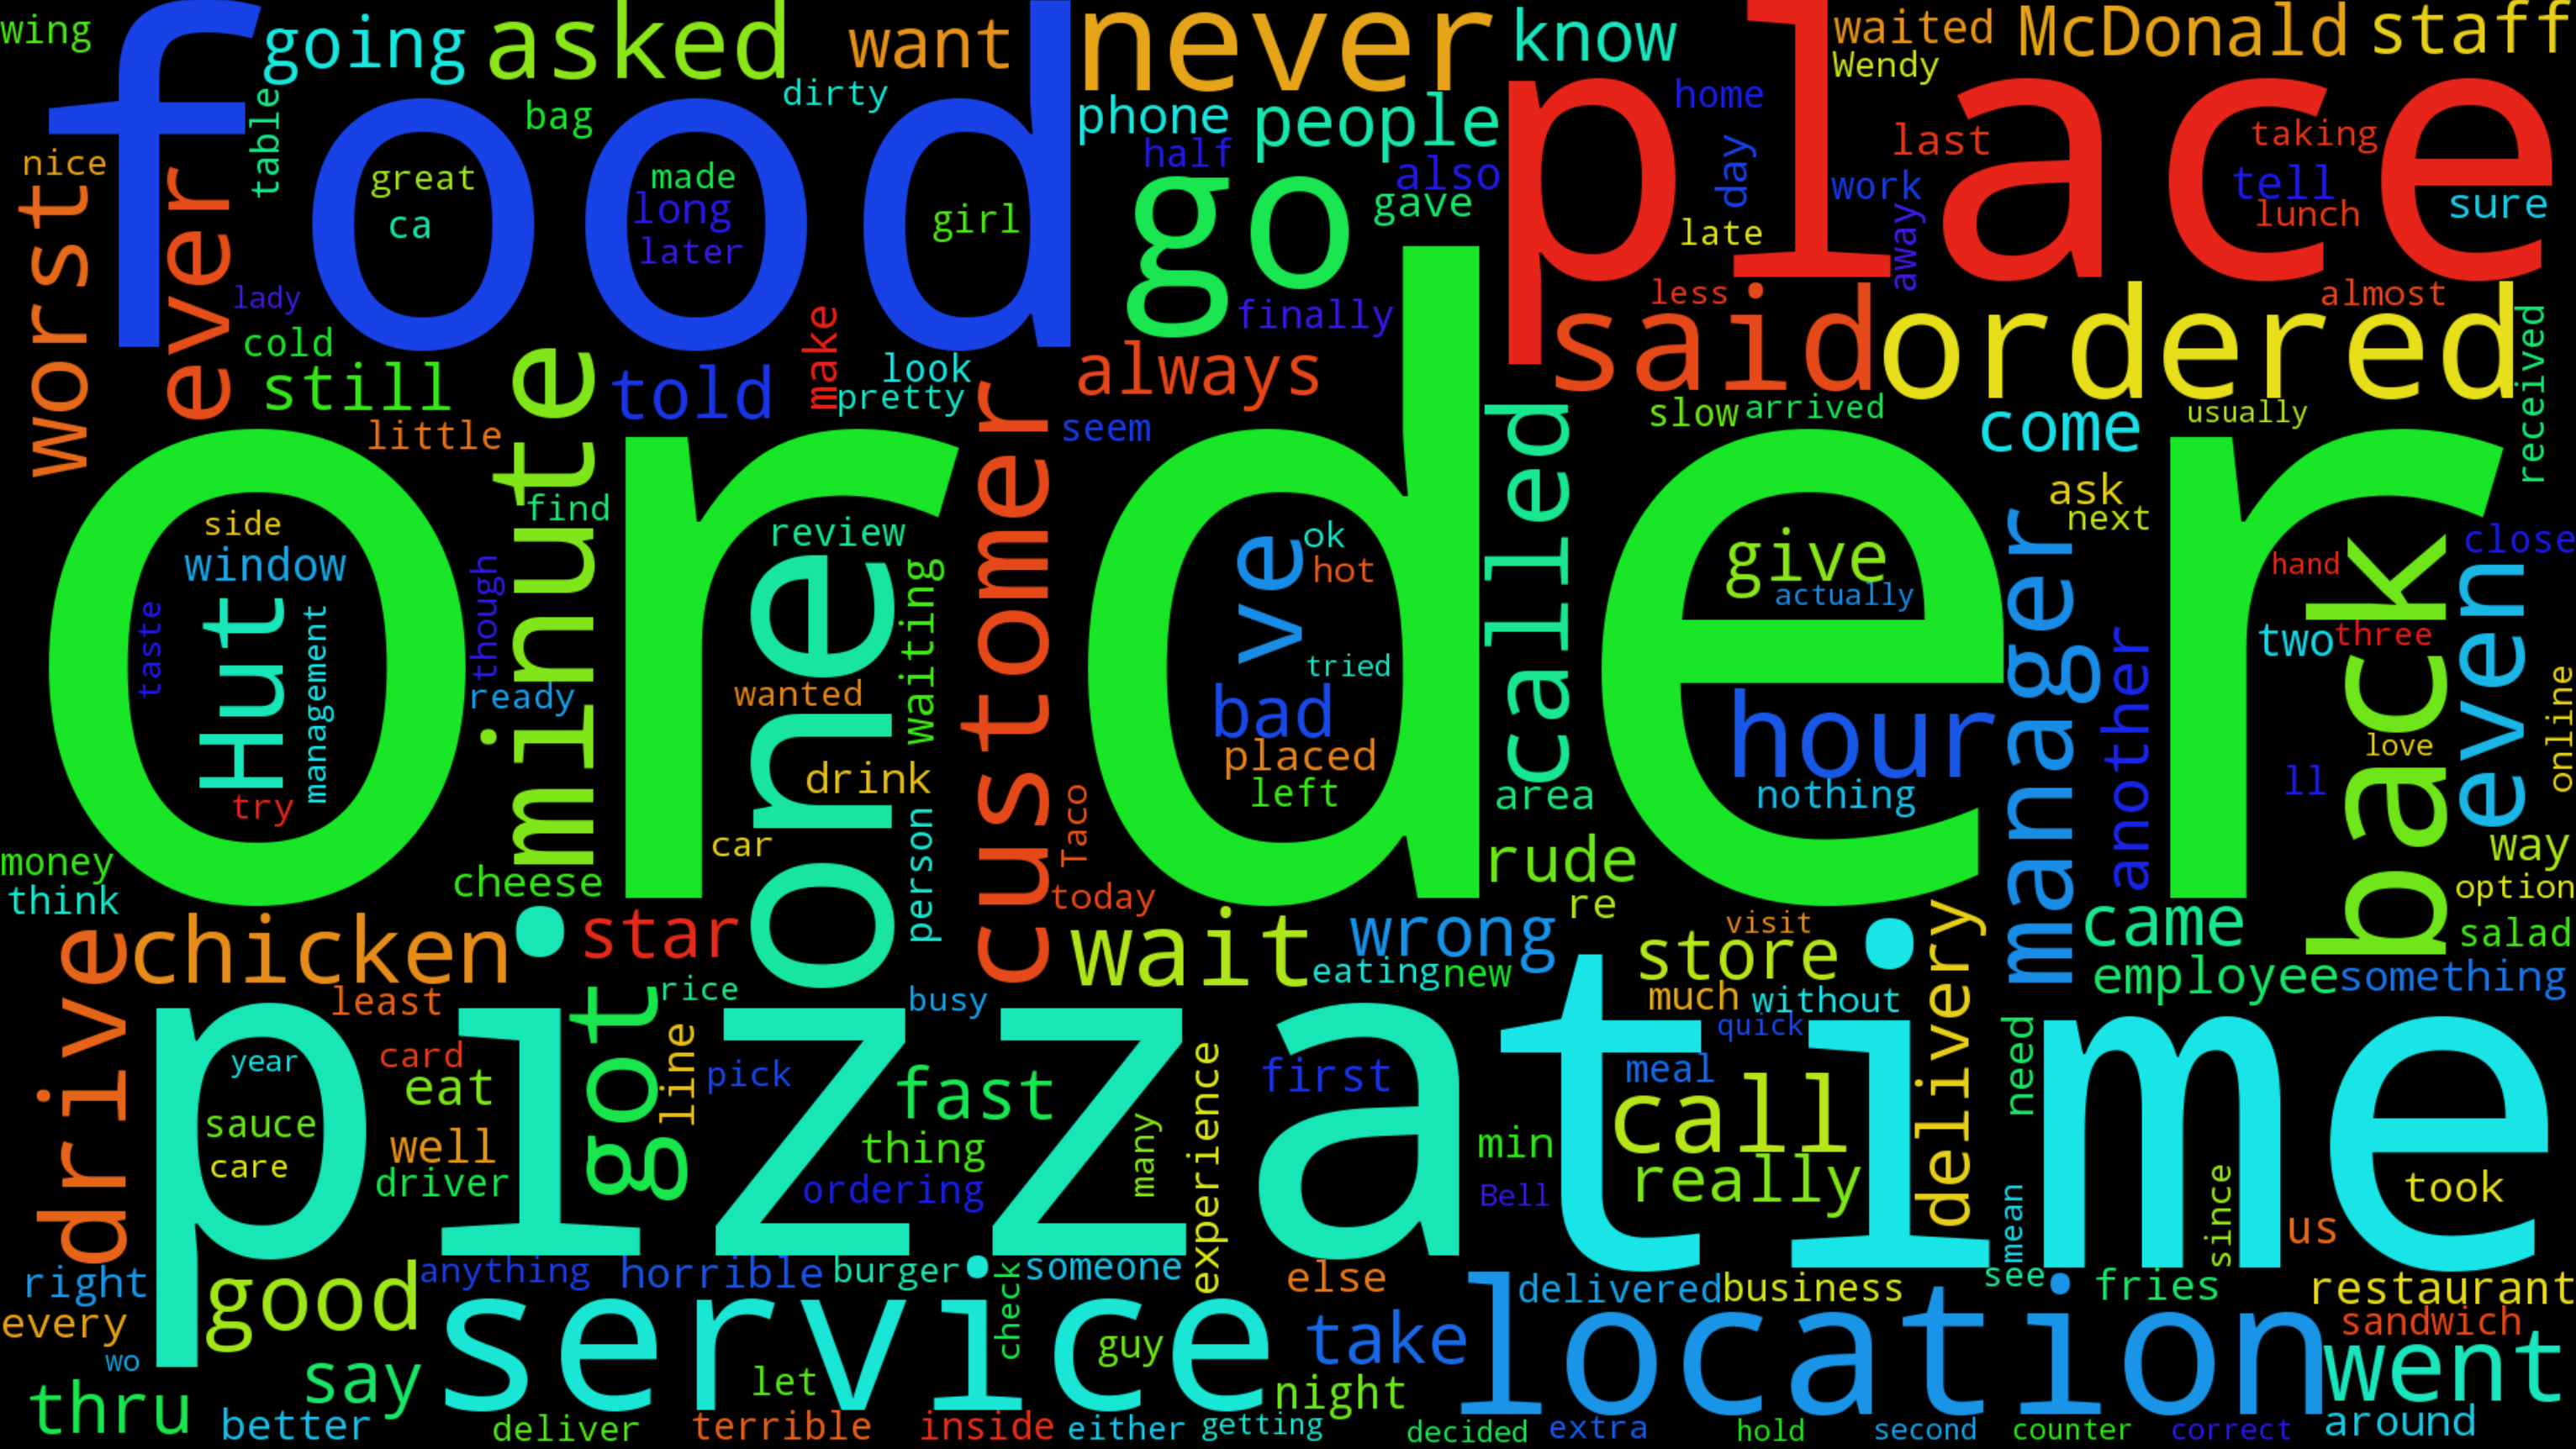 wing
going
asked
want
never
know
waited
McDonald
staff
Wendy
food
place
dirty
bag
table
phone
people
home
half
also
last
taking
day
work
tell
nice
great
made
long
ca
girl
later
go
gave
late
away
lunch
sure
worst
ever
lady
finally
less
almost
cold
still
little
minute
told
make
look
pretty
always
seem
said
ordered
received
slow
arrived
usually
come
order
called
customer
ask
next
side
window
find
review
ve
ok
hot
give
actually
manager
hand
back
close
even
taste
Hut
management
though
ready
one
wanted
waiting
tried
bad
placed
left
hour
nothing
another
two
three
love
ll
online
try
drink
car
person
Taco
area
money
think
cheese
today
rude
re
way
option
drive
chicken
star
wait
wrong
visit
store
delivery
came
salad
employee
something
least
got
rice
busy
eating
new
much
without
quick
pizza
time
year
card
eat
line
pick
fast
first
meal
call
need
sauce
care
well
driver
thing
ordering
many
experience
min
Bell
really
mean
since
took
us
right
every
wo
good
anything
horrible
burger
someone
else
delivered
business
see
fries
restaurant
sandwich
service
check
guy
take
location
went
thru
say
let
night
better
deliver
terrible
inside
either
getting
decided
extra
hold
second
counter
correct
around